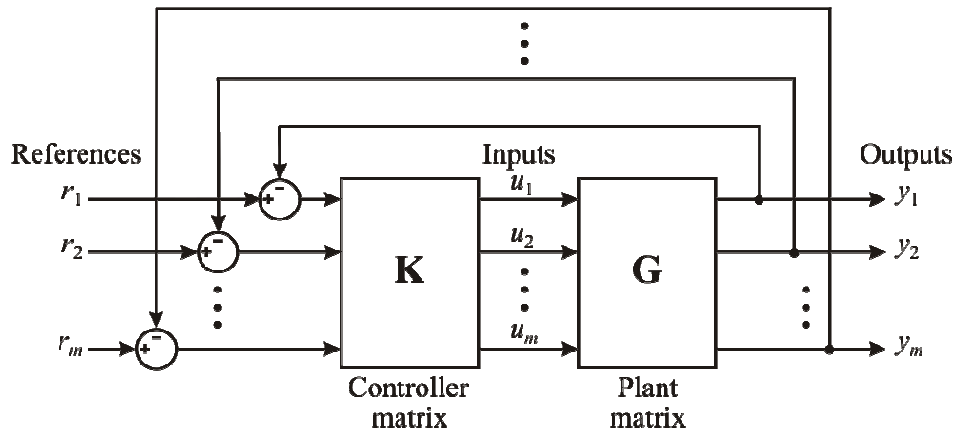 References
Inputs
Outputs
r1
+ -
u1
y1
r2
+ -
u2
y2
K
G
rm
+ -
um
ym
Controller
matrix
Plant
matrix